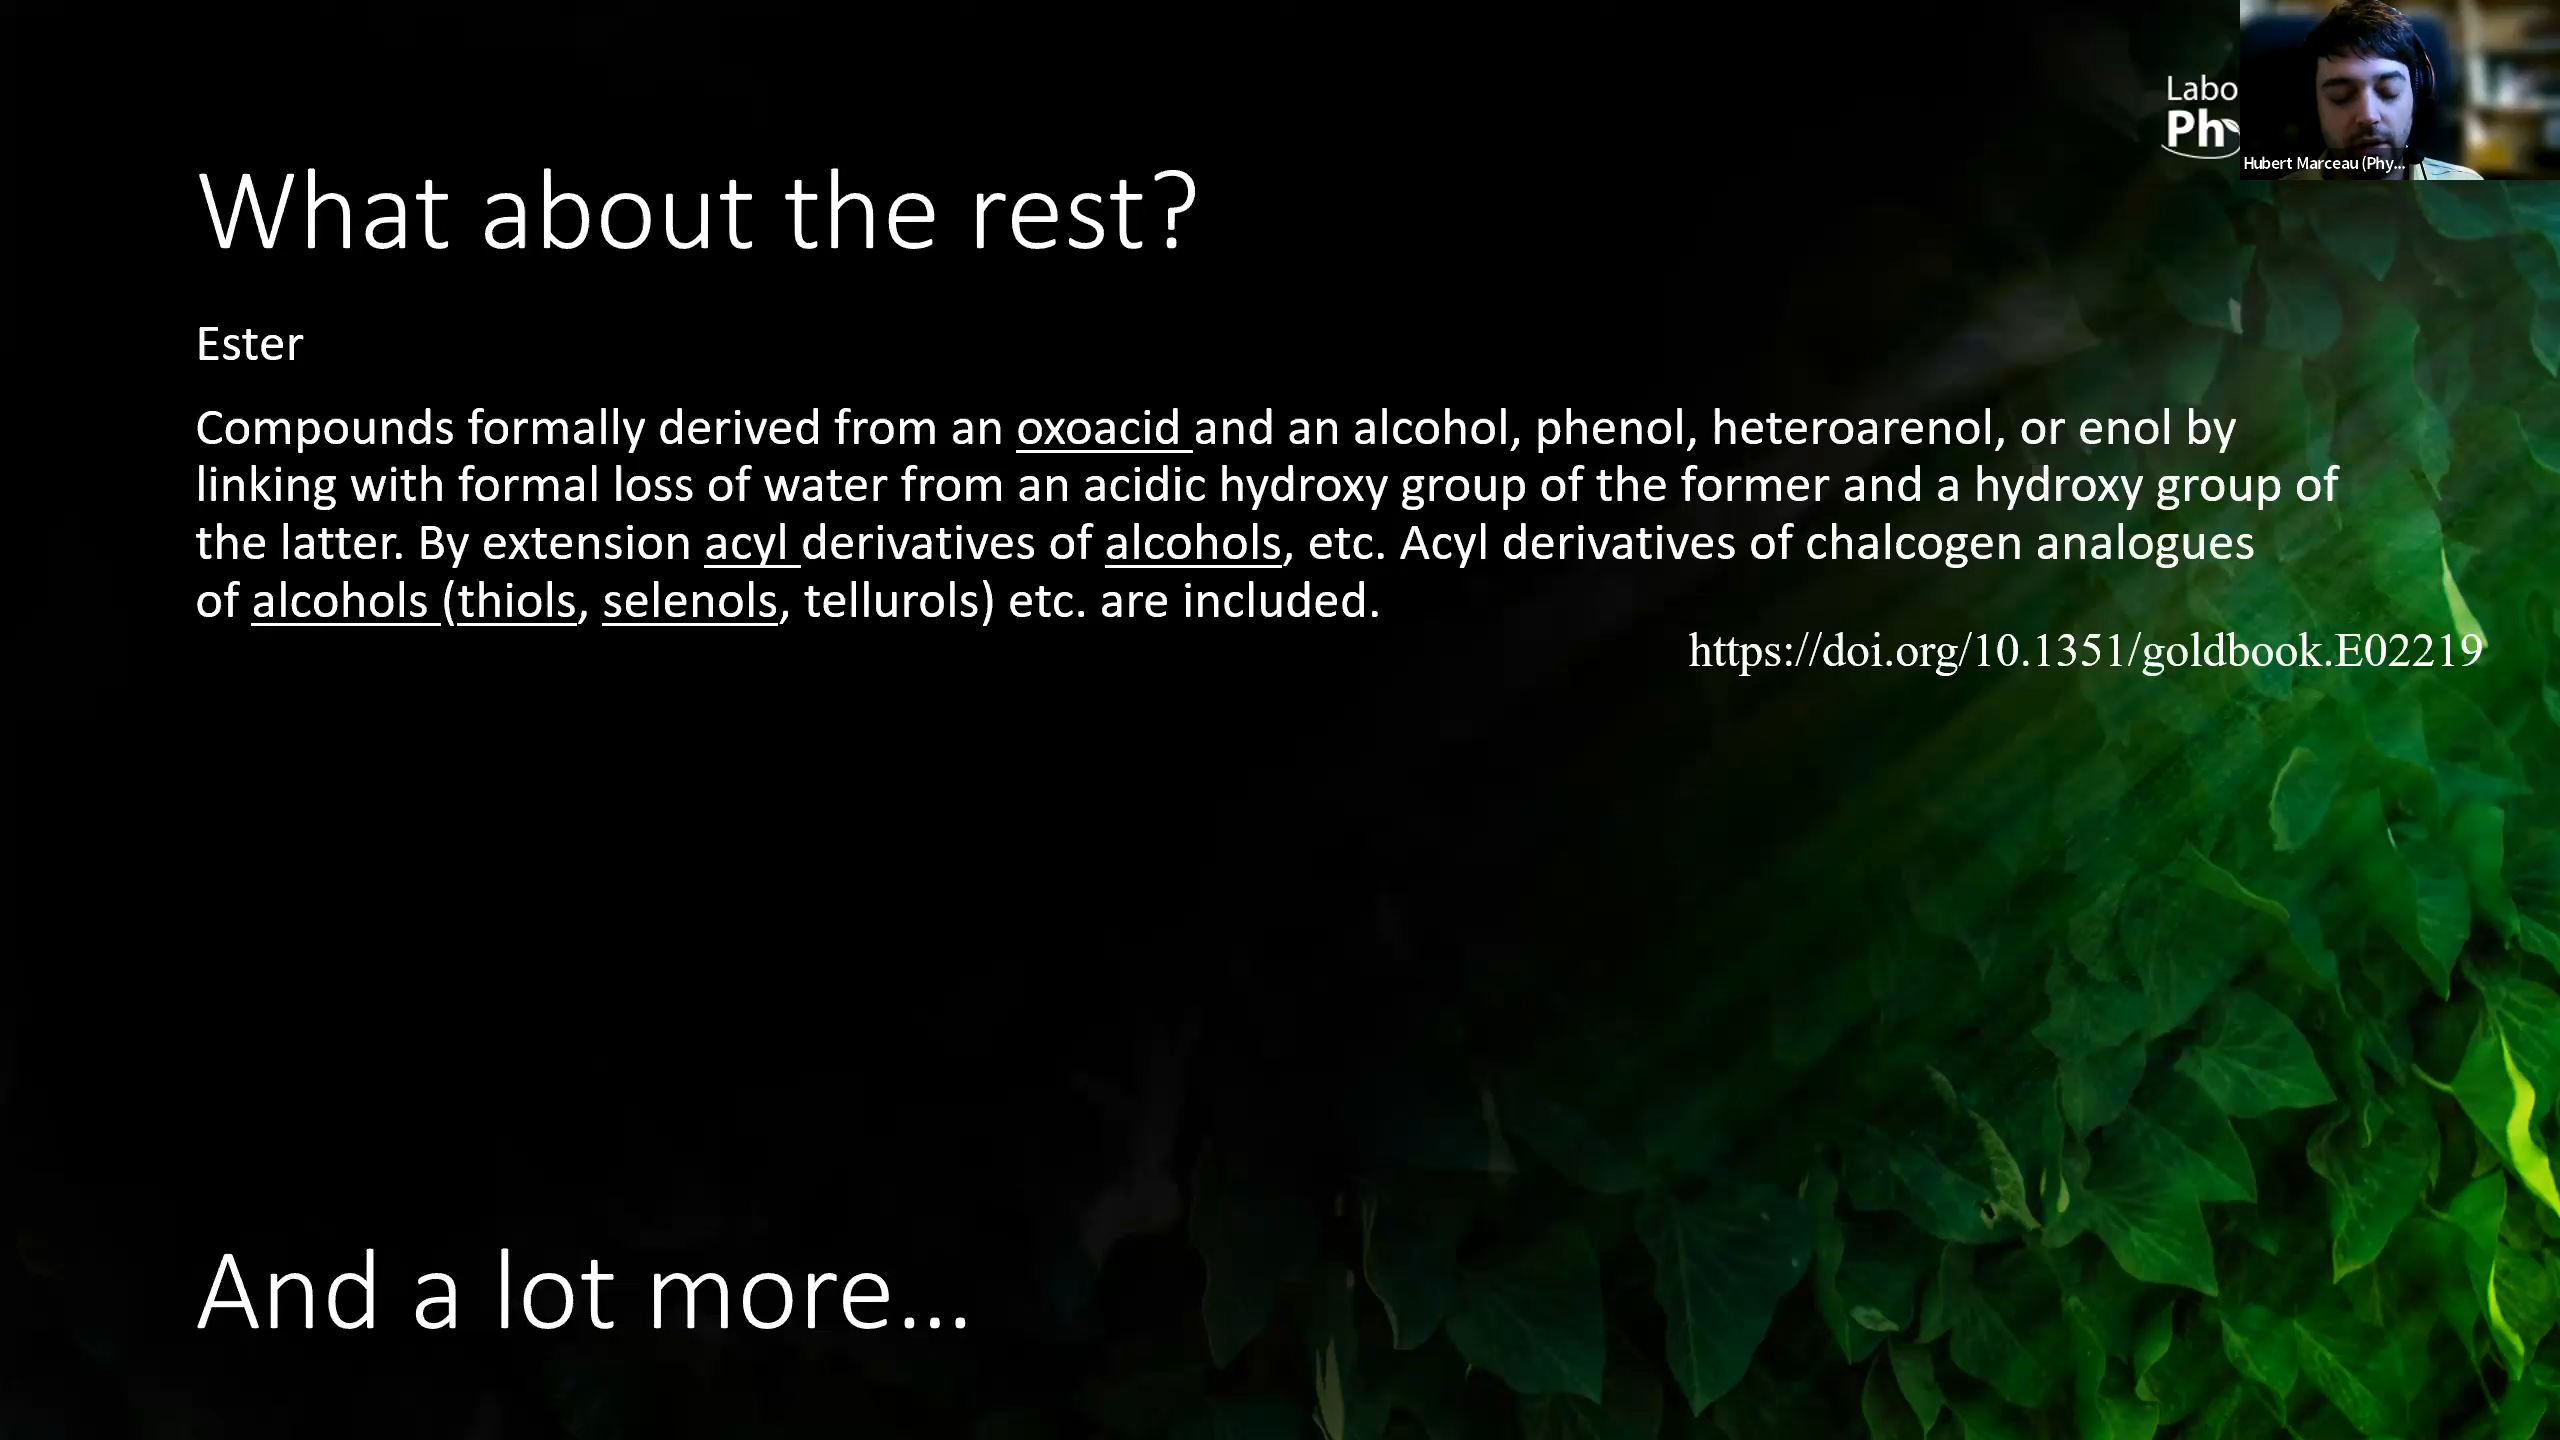 Labo
Ph
Hubert Marceau (Phy...
What about the rest?
Ester
Compounds formally derived from an oxoacid and an alcohol, phenol, heteroarenol, or enol by
linking with formal loss of water from an acidic hydroxy group of the former and a hydroxy group of
the latter. By extension acyl derivatives of alcohols, etc. Acyl derivatives of chalcogen analogues
of alcohols (thiols, selenols, tellurols) etc. are included.
https://doi.org/10.1351/goldbook.E02219
And a lot more...